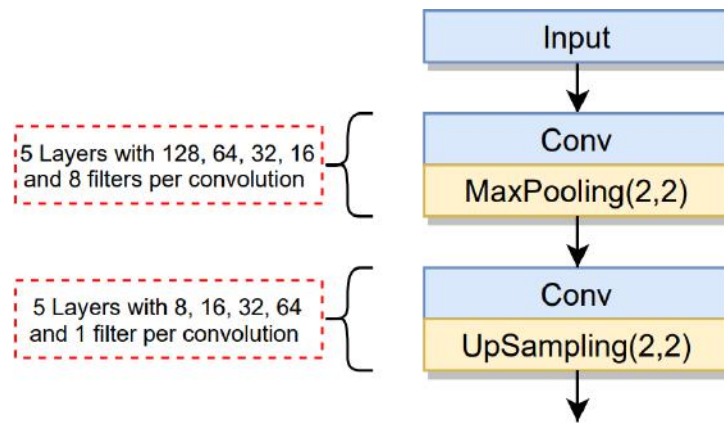 Input
5 Layers with 128, 64, 32, 16
and 8 filters per convolution
Conv
MaxPooling(2,2)
5 Layers with 8, 16, 32, 64
and 1 filter per convolution
Conv
UpSampling(2,2)